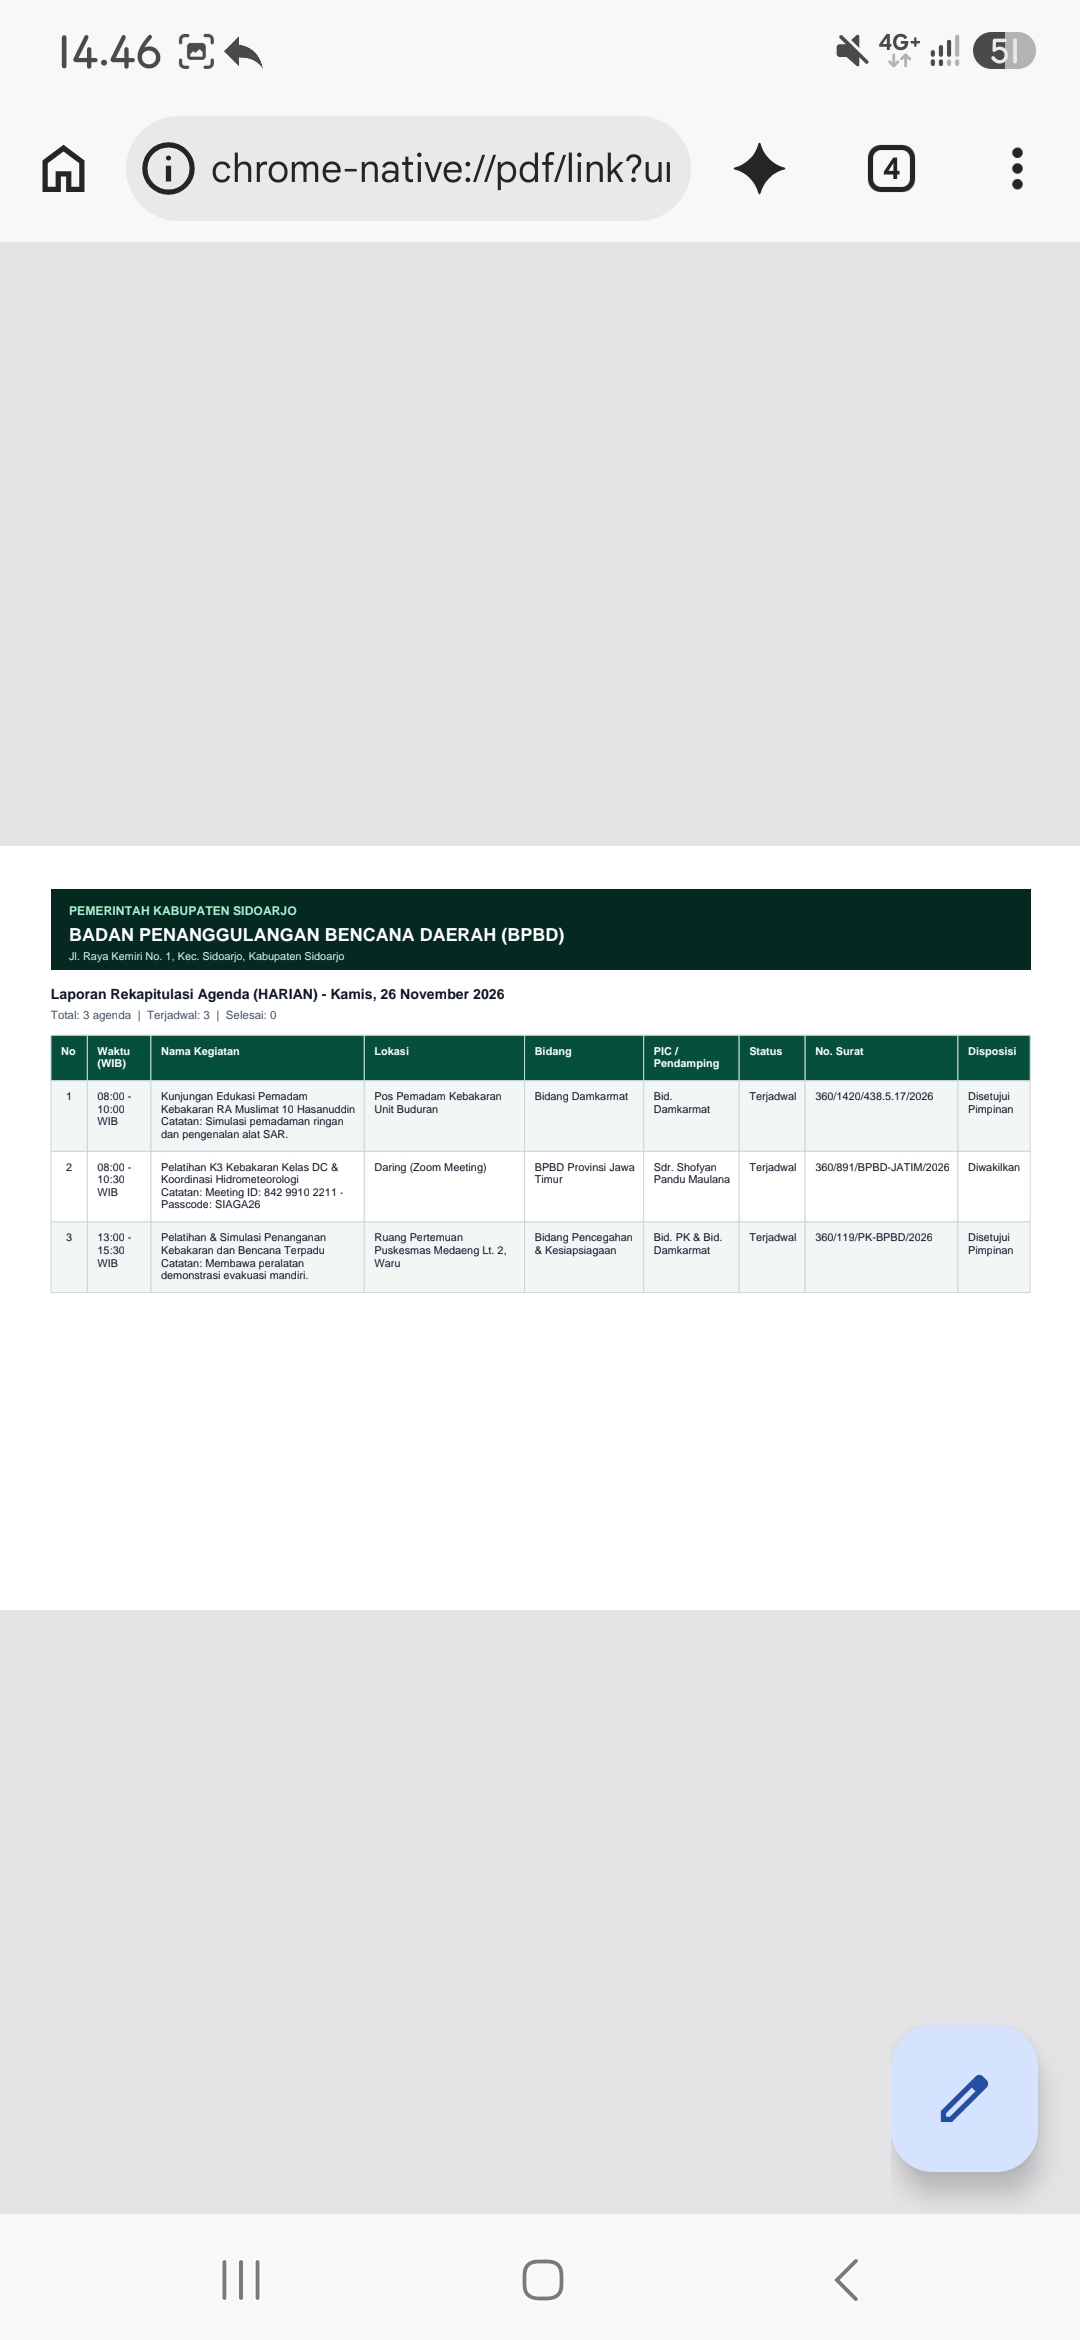 14.46
4G+
51
chrome-native://pdf/link?ur
4
PEMERINTAH KABUPATEN SIDOARJO
BADAN PENANGGULANGAN BENCANA DAERAH (BPBD)
Jl. Raya Kemiri No. 1, Kec. Sidoarjo, Kabupaten Sidoarjo
Laporan Rekapitulasi Agenda (HARIAN) - Kamis, 26 November 2026
Total: 3 agenda | Terjadwal: 3 | Selesai: 0
No
Waktu
(WIB)
Nama Kegiatan
Lokasi
Bidang
PIC /
Pendamping
Status
No. Surat
Disposisi
1
08:00 -
10:00
WIB
Kunjungan Edukasi Pemadam
Kebakaran RA Muslimat 10 Hasanuddin
Catatan: Simulasi pemadaman ringan
dan pengenalan alat SAR.
Pos Pemadam Kebakaran
Unit Buduran
Bidang Damkarmat
Bid.
Damkarmat
Terjadwal
360/1420/438.5.17/2026
Disetujui
Pimpinan
2
08:00 -
10:30
WIB
Pelatihan K3 Kebakaran Kelas DC &
Koordinasi Hidrometeorologi
Catatan: Meeting ID: 842 9910 2211 ·
Passcode: SIAGA26
Daring (Zoom Meeting)
BPBD Provinsi Jawa
Timur
Sdr. Shofyan
Pandu Maulana
Terjadwal
360/891/BPBD-JATIM/2026
Diwakilkan
3
13:00 -
15:30
WIB
Pelatihan & Simulasi Penanganan
Kebakaran dan Bencana Terpadu
Catatan: Membawa peralatan
demonstrasi evakuasi mandiri.
Ruang Pertemuan
Puskesmas Medaeng Lt. 2,
Waru
Bidang Pencegahan
& Kesiapsiagaan
Bid. PK & Bid.
Damkarmat
Terjadwal
360/119/PK-BPBD/2026
Disetujui
Pimpinan